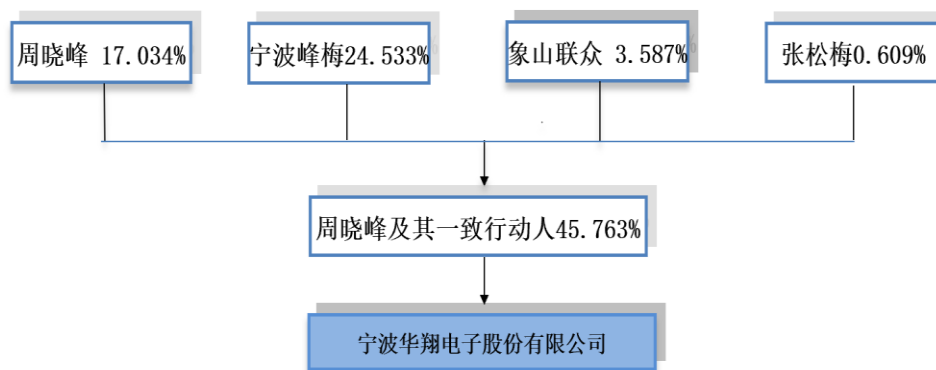 周晓峰 17.034%
宁波峰梅24.533%
象山联众 3.587%
张松梅0.609%
周晓峰及其一致行动人45.763%
宁波华翔电子股份有限公司